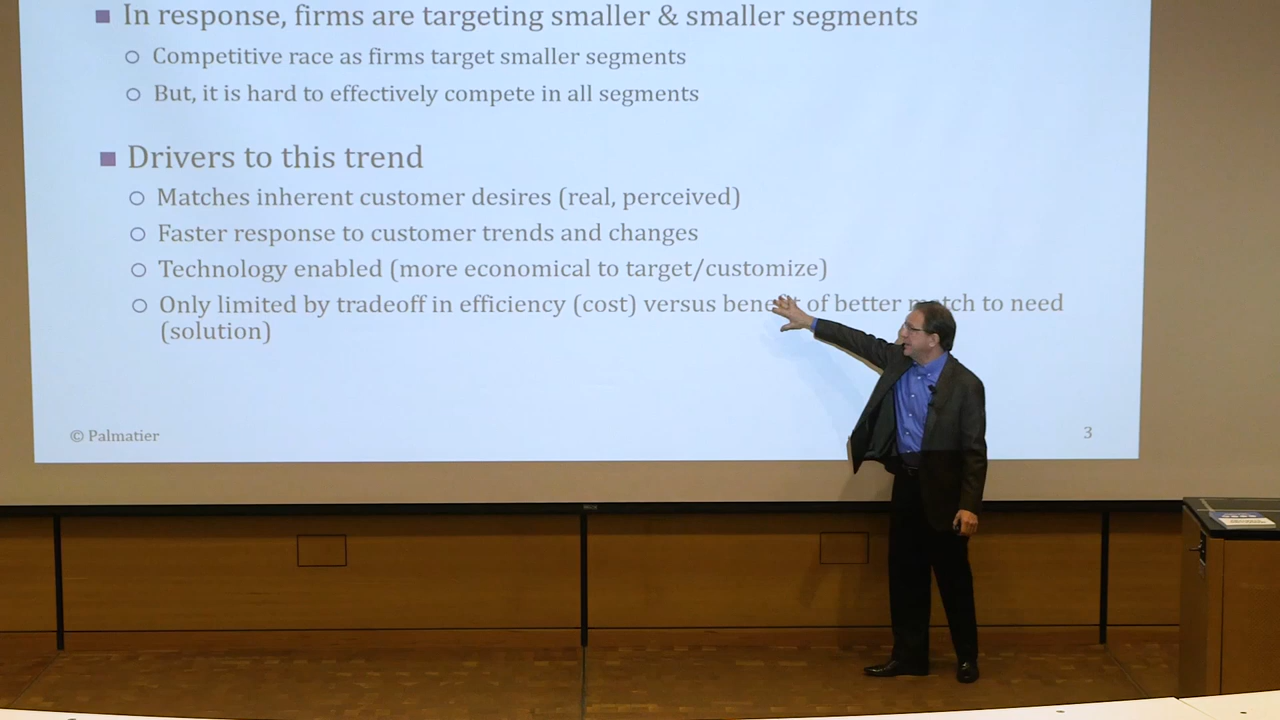 In response, firms are targeting smaller & smaller segments
Competitive race as firms target smaller segments
But, it is hard to effectively compete in all segments
Drivers to this trend
Matches inherent customer desires (real, perceived)
Faster response to customer trends and changes
Technology enabled (more economical to target/customize)
Only limited by tradeoff in efficiency (cost) versus benefit of better match to need
(solution)
© Palmatier
3